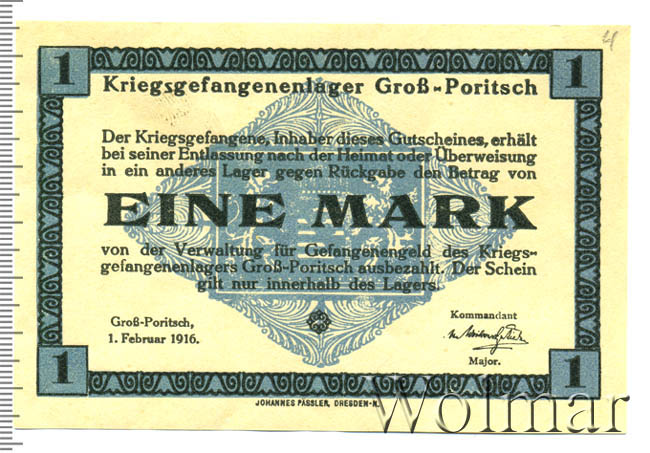 1 1
Kriegsgefangenenlager Groß-Poritsch
Der Kriegsgefangene, Inhaber dieses Gutscheines, erhält
bei seiner Entlassung nach der Heimat oder Überweisung
in ein anderes Lager gegen Rückgabe den Betrag von
EINE MARK
von der Verwaltung für Gefangenengeld des Kriegs-
gefangenenlagers Groß-Poritsch ausbezahlt. Der Schein
gilt nur innerhalb des Lagers.
Groß-Poritsch,
1. Februar 1916.
Kommandant
Major.
1 1
JOHANNES PÄSSLER, DRESDEN-N.
Wolmar